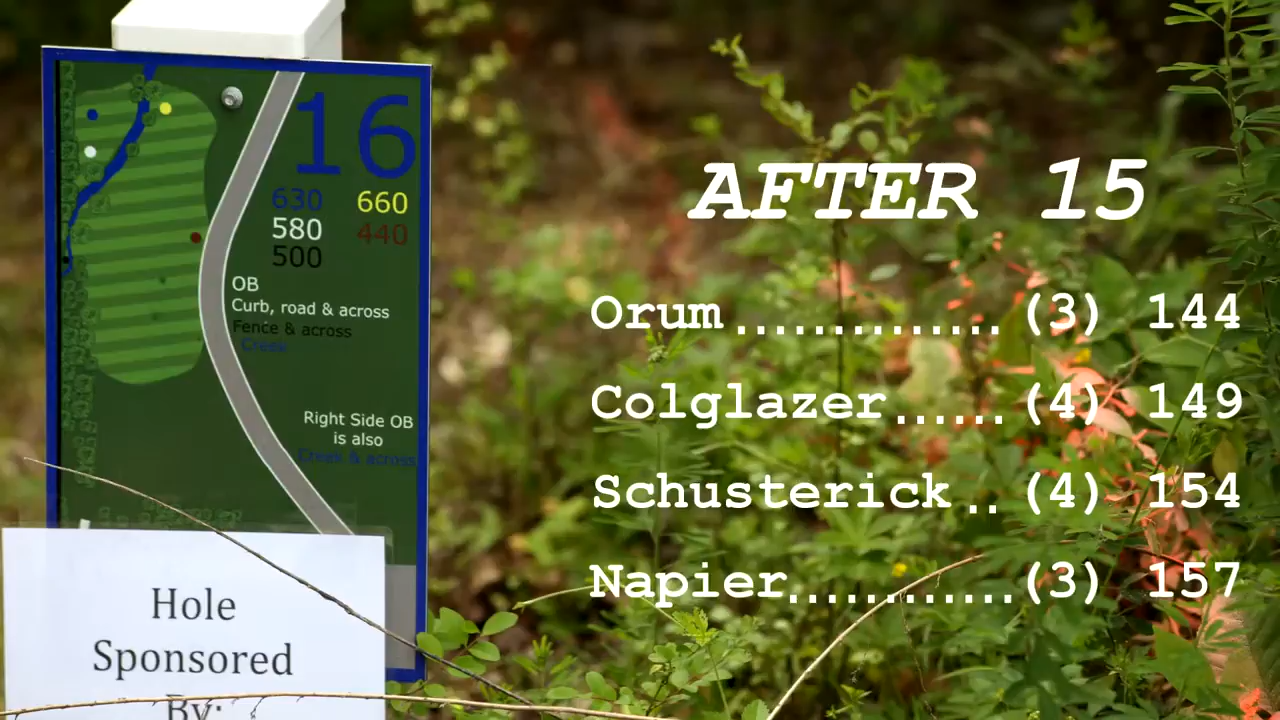 16
630 660
580 440
500
OB
Curb, road & across
Fence & across
Creek
Right Side OB
is also
Creek & across
Hole
Sponsored
By:
AFTER 15
Orum..............(3) 144
Colglazer......(4) 149
Schusterick..(4) 154
Napier............(3) 157